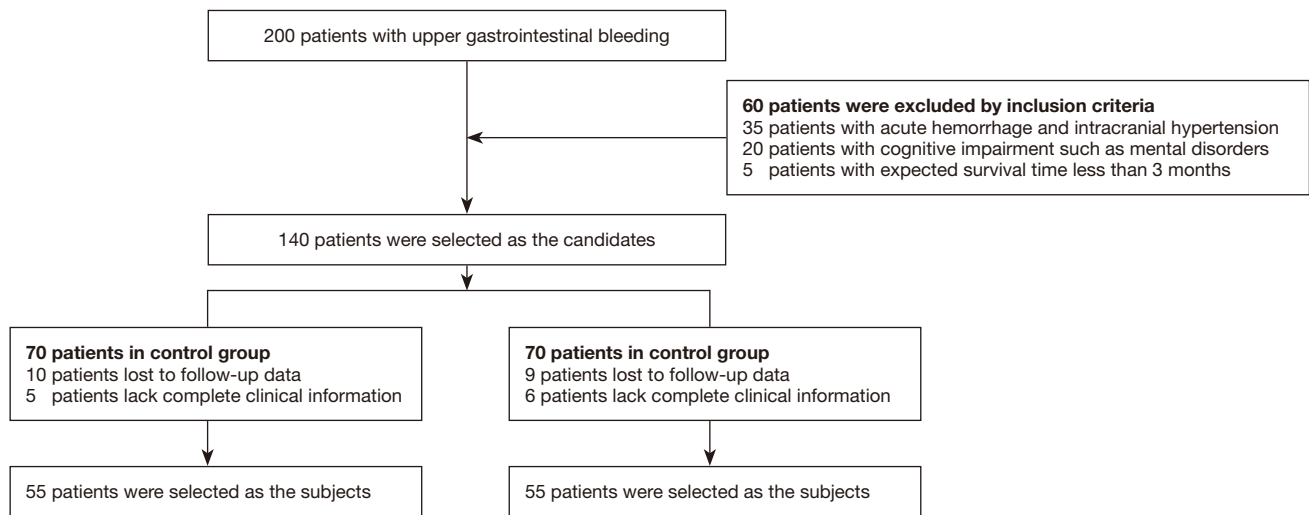 200 patients with upper gastrointestinal bleeding
60 patients were excluded by inclusion criteria
35 patients with acute hemorrhage and intracranial hypertension
20 patients with cognitive impairment such as mental disorders
5 patients with expected survival time less than 3 months
140 patients were selected as the candidates
70 patients in control group
10 patients lost to follow-up data
5 patients lack complete clinical information
70 patients in control group
9 patients lost to follow-up data
6 patients lack complete clinical information
55 patients were selected as the subjects
55 patients were selected as the subjects